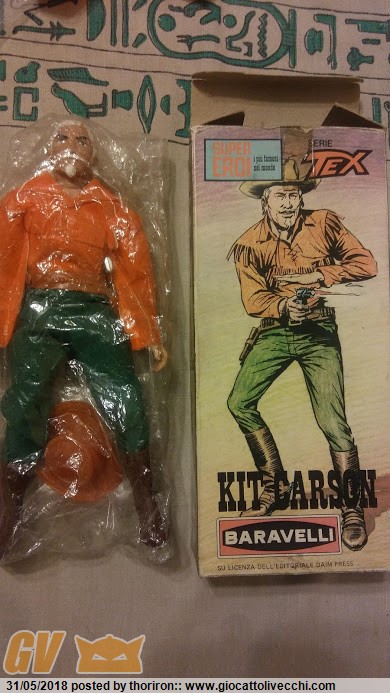 SUPER
EROI
i più famosi
nel mondo
SERIE
TEX
KIT CARSON
BARAVELLI
SU LICENZA DELL'EDITORIALE DAIM PRESS
GV
31/05/2018 posted by thoriron:: www.giocattolivecchi.com